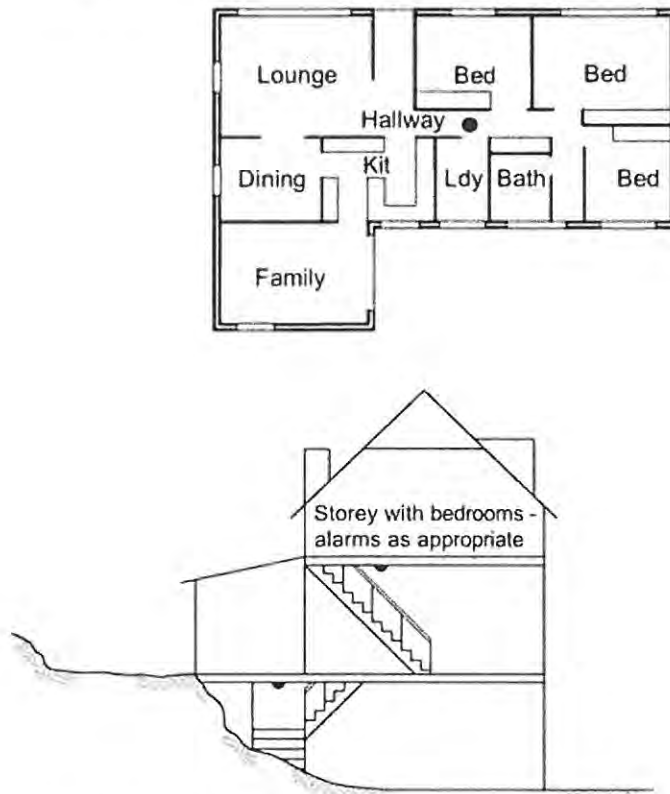 Lounge
Bed
Bed
Hallway
Kit
Dining
Ldy
Bath
Bed
Family
Storey with bedrooms -
alarms as appropriate